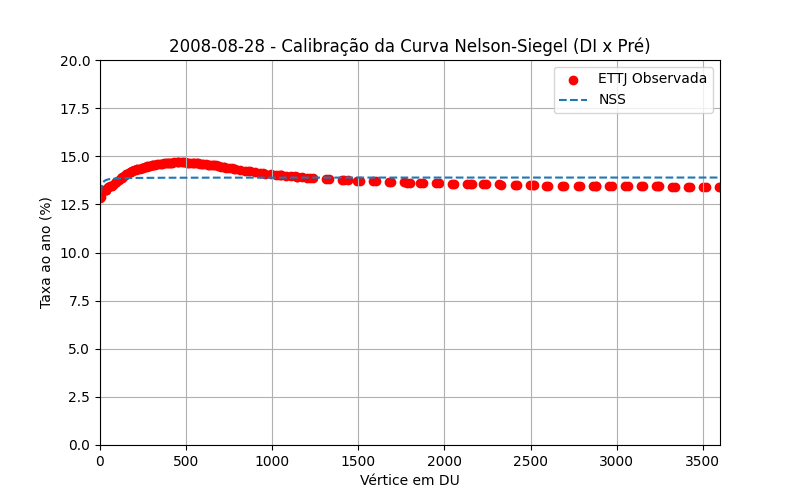 2008-08-28 - Calibração da Curva Nelson-Siegel (DI x Pré)
ETTJ Observada
NSS
Taxa ao ano (%)
20.0
17.5
15.0
12.5
10.0
7.5
5.0
2.5
0.0
0 500 1000 1500 2000 2500 3000 3500
Vértice em DU